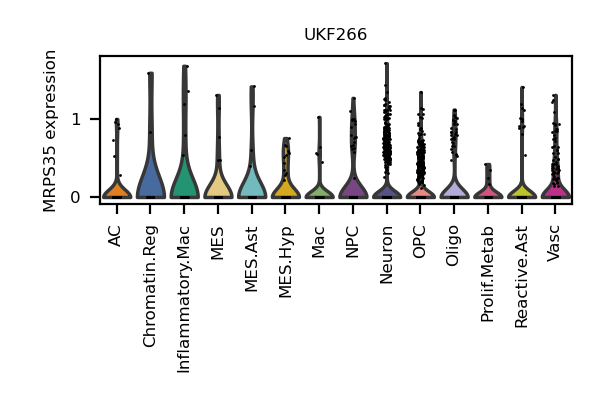 UKF266
MRPS35 expression
1
0
AC
Chromatin.Reg
Inflammatory.Mac
MES
MES.Ast
MES.Hyp
Mac
NPC
Neuron
OPC
Oligo
Prolif.Metab
Reactive.Ast
Vasc